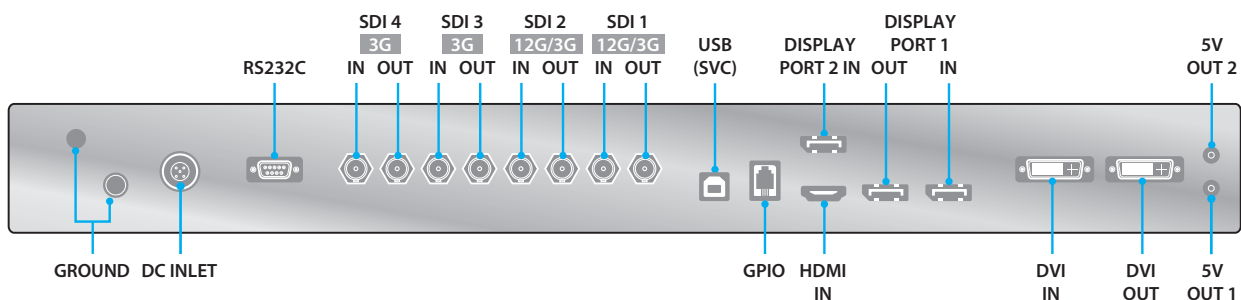 SDI 4 SDI 3 SDI 2 SDI 1 DISPLAY
3G 3G 12G/3G 12G/3G USB DISPLAY PORT 1 5V
RS232C IN OUT IN OUT IN OUT IN OUT (SVC) PORT 2 IN OUT IN OUT 2
GROUND DC INLET GPIO HDMI DVI DVI 5V
IN IN OUT OUT 1